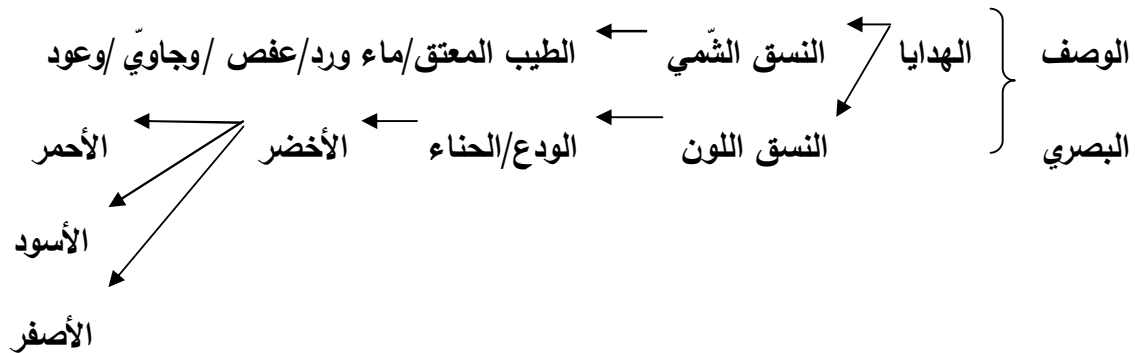 الوصف الهدايا النسق الشّمي الطيب المعتق/ماء ورد/عفص /وجاويّ /وعود
البصري النسق اللون الودع/الحناء الأخضر الأحمر
الأسود
الأصفر